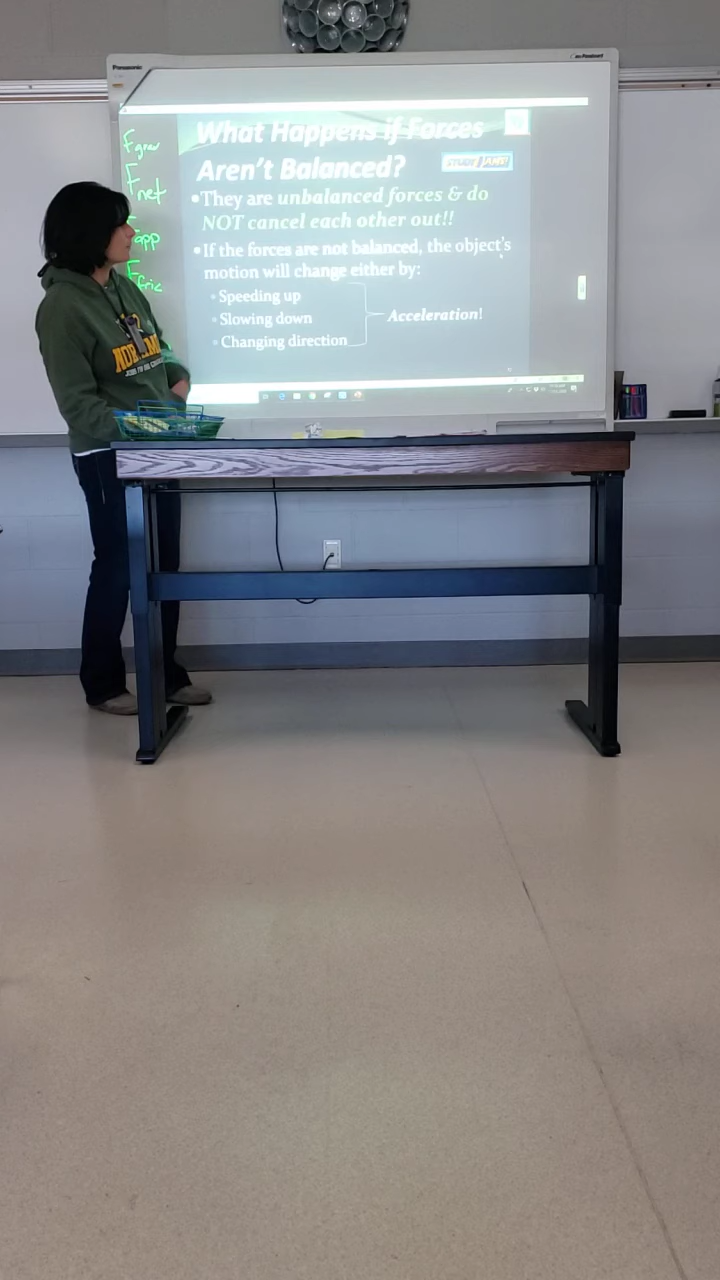 Panasonic
What Happens if Forces
Aren't Balanced?
STUDY JAMS!
•They are unbalanced forces & do
NOT cancel each other out!!
•If the forces are not balanced, the object's
motion will change either by:
•Speeding up
•Slowing down
•Changing direction
Acceleration!
Fgrav
Fnet
Fapp
Ffric